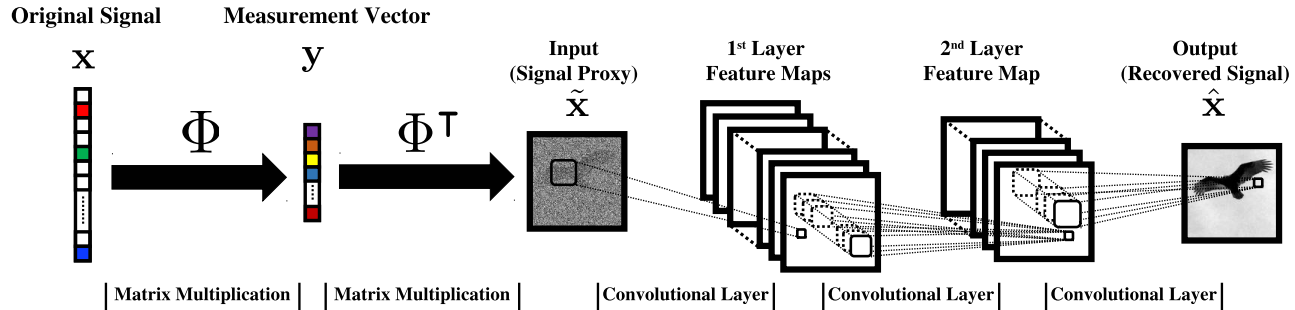 Original Signal
x
Measurement Vector
y
Φ
Φ⊤
Input
(Signal Proxy)
x̃
1st Layer
Feature Maps
2nd Layer
Feature Map
Output
(Recovered Signal)
x̂
Matrix Multiplication
Matrix Multiplication
Convolutional Layer
Convolutional Layer
Convolutional Layer